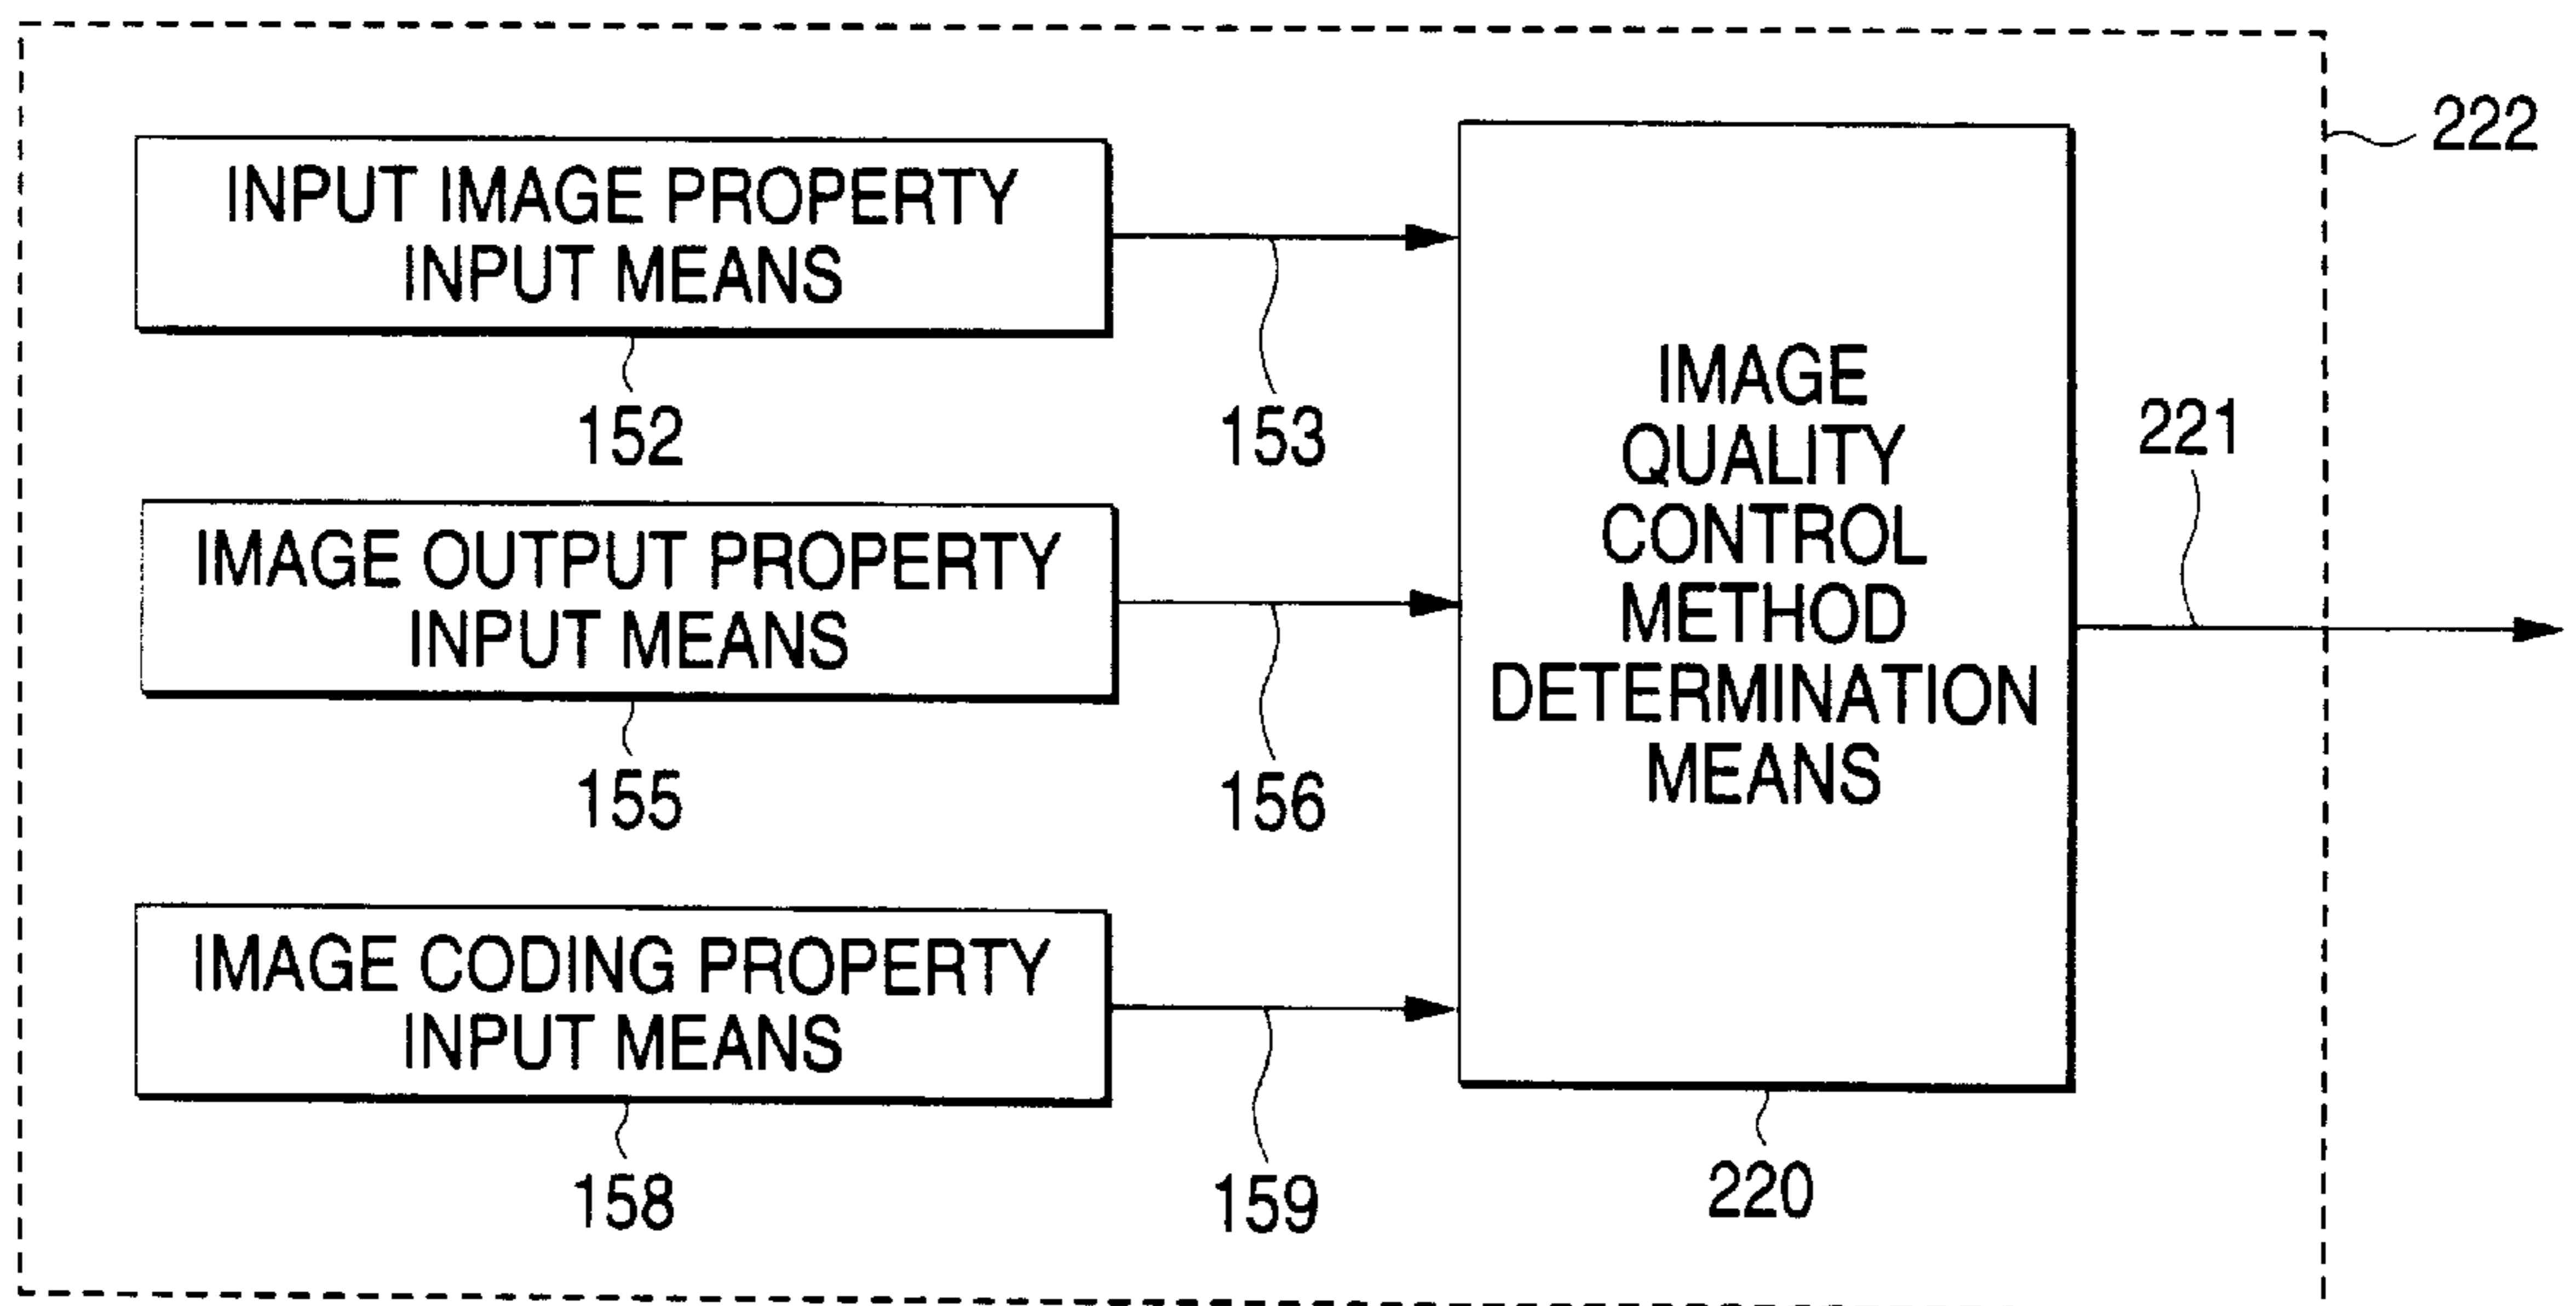 INPUT IMAGE PROPERTY
INPUT MEANS
152
153
IMAGE OUTPUT PROPERTY
INPUT MEANS
155
156
IMAGE CODING PROPERTY
INPUT MEANS
158
159
IMAGE
QUALITY
CONTROL
METHOD
DETERMINATION
MEANS
220
221
222